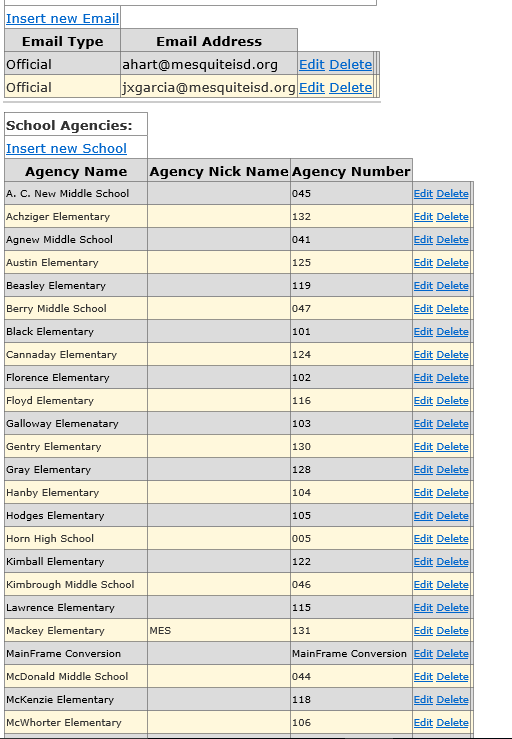 Insert new Email
Email Type Email Address
Official ahart@mesquiteisd.org Edit Delete
Official jxgarcia@mesquiteisd.org Edit Delete
School Agencies:
Insert new School
Agency Name Agency Nick Name Agency Number
A. C. New Middle School 045 Edit Delete
Achziger Elementary 132 Edit Delete
Agnew Middle School 041 Edit Delete
Austin Elementary 125 Edit Delete
Beasley Elementary 119 Edit Delete
Berry Middle School 047 Edit Delete
Black Elementary 101 Edit Delete
Cannaday Elementary 124 Edit Delete
Florence Elementary 102 Edit Delete
Floyd Elementary 116 Edit Delete
Galloway Elemenatary 103 Edit Delete
Gentry Elementary 130 Edit Delete
Gray Elementary 128 Edit Delete
Hanby Elementary 104 Edit Delete
Hodges Elementary 105 Edit Delete
Horn High School 005 Edit Delete
Kimball Elementary 122 Edit Delete
Kimbrough Middle School 046 Edit Delete
Lawrence Elementary 115 Edit Delete
Mackey Elementary MES 131 Edit Delete
MainFrame Conversion MainFrame Conversion Edit Delete
McDonald Middle School 044 Edit Delete
McKenzie Elementary 118 Edit Delete
McWhorter Elementary 106 Edit Delete